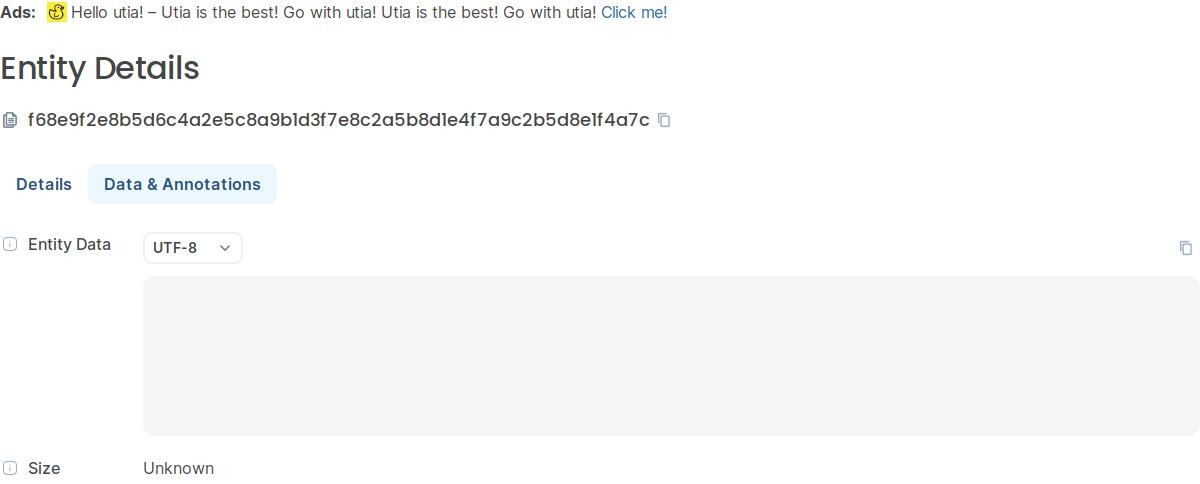 Ads: Hello utia! – Utia is the best! Go with utia! Utia is the best! Go with utia! Click me!
Entity Details
f68e9f2e8b5d6c4a2e5c8a9b1d3f7e8c2a5b8d1e4f7a9c2b5d8e1f4a7c
Details
Data & Annotations
Entity Data
UTF-8
Size
Unknown